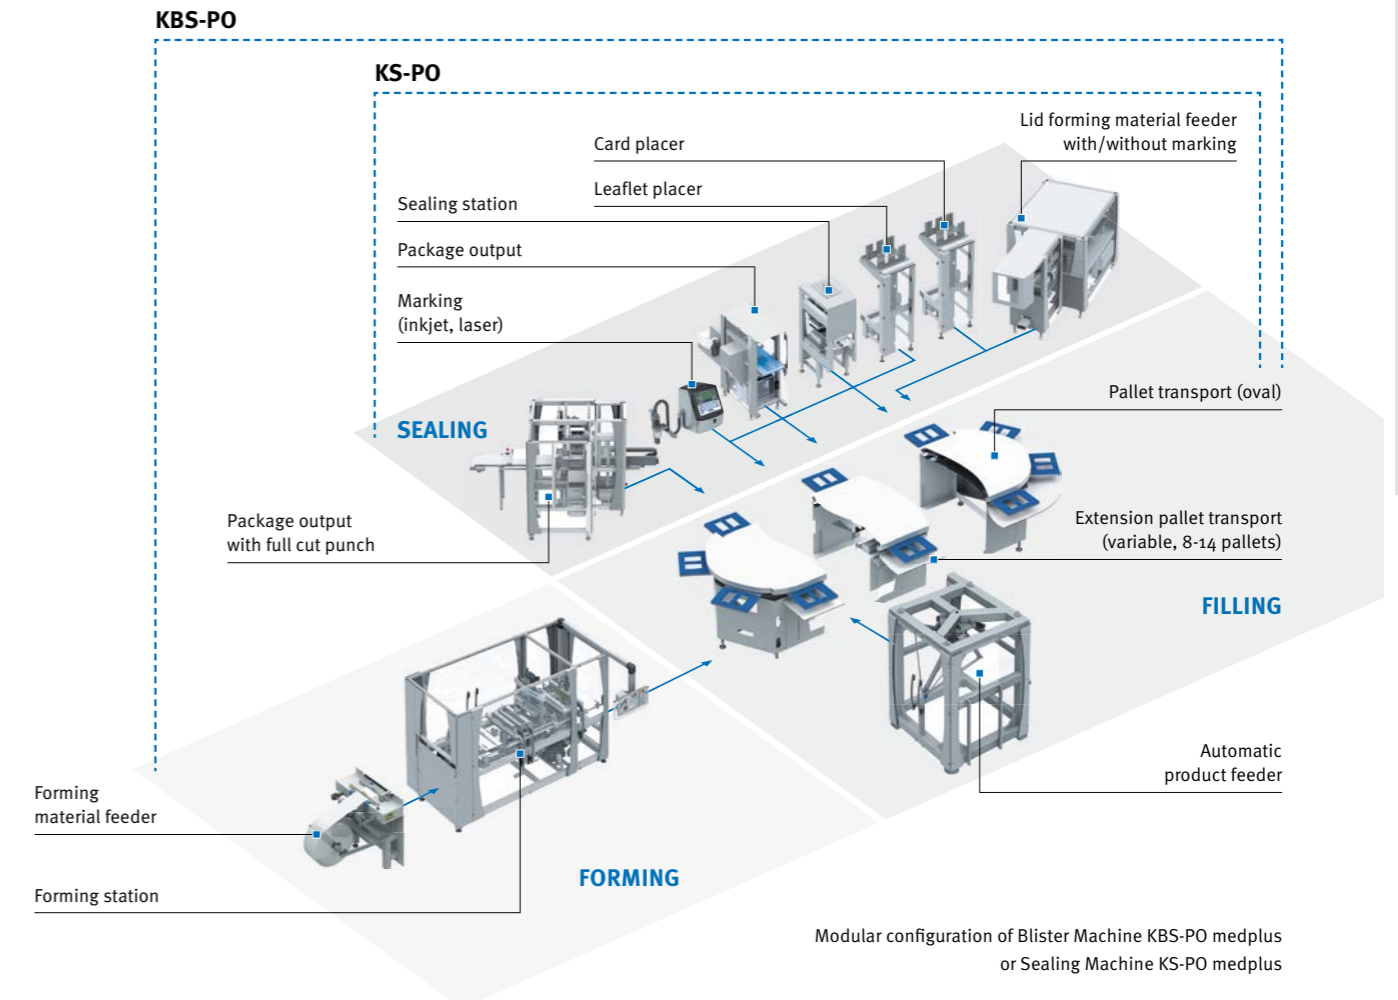 KBS-PO
KS-PO
Lid forming material feeder
with/without marking
Card placer
Leaflet placer
Sealing station
Package output
Marking
(inkjet, laser)
SEALING
Pallet transport (oval)
Package output
with full cut punch
Extension pallet transport
(variable, 8-14 pallets)
FILLING
Automatic
product feeder
Forming
material feeder
FORMING
Forming station
Modular configuration of Blister Machine KBS-PO medplus
or Sealing Machine KS-PO medplus